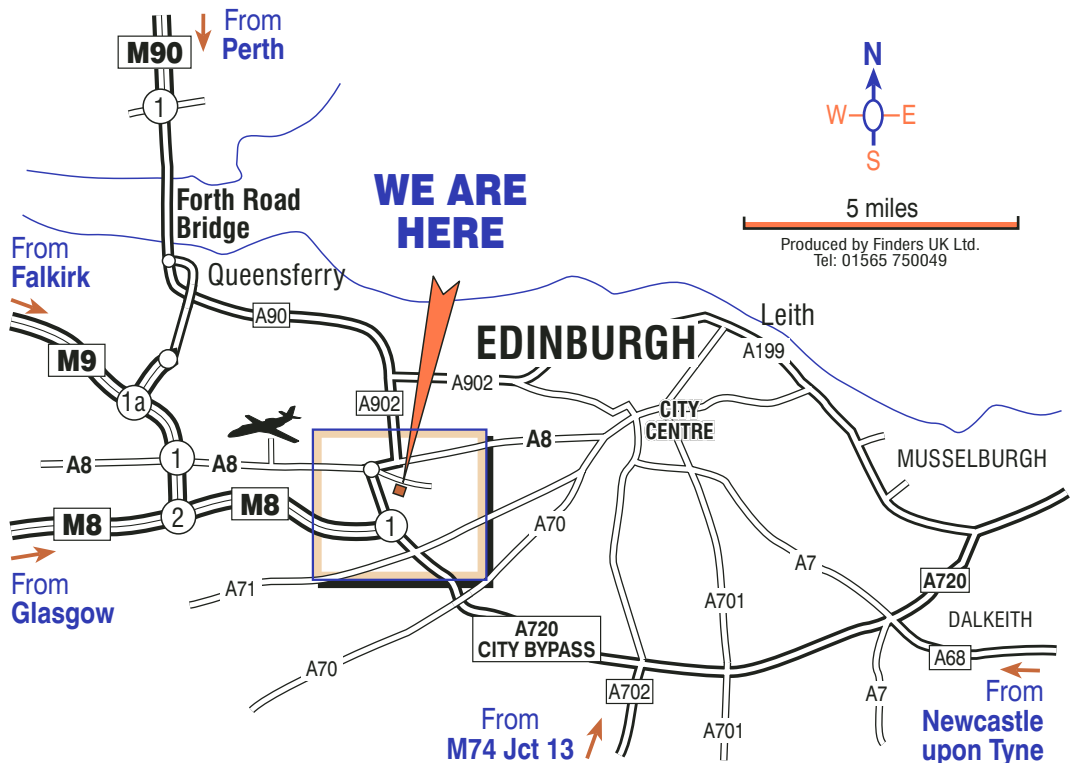 From
Perth
M90
1
N
W E
S
5 miles
Produced by Finders UK Ltd.
Tel: 01565 750049
WE ARE
HERE
Forth Road
Bridge
From
Falkirk
Queensferry
A90
Leith
EDINBURGH
A199
M9
A902
A902
1a
CITY
CENTRE
A8
A8
1
A8
MUSSELBURGH
M8
2
M8
1
A70
A7
From
Glasgow
A71
A720
A701
DALKEITH
A720
CITY BYPASS
A70
A68
A702
A7
From
M74 Jct 13
A701
From
Newcastle
upon Tyne